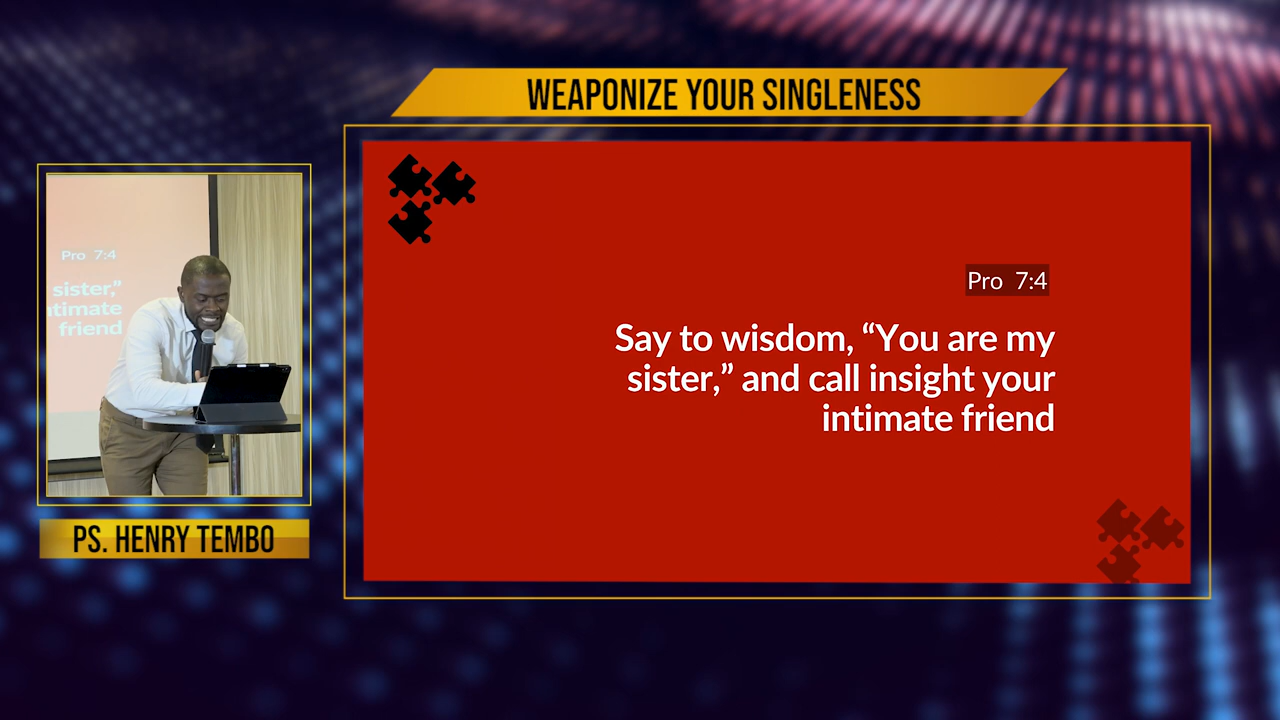 WEAPONIZE YOUR SINGLENESS
Pro 7:4
Say to wisdom, “You are my
sister,” and call insight your
intimate friend
Pro 7:4
sister,”
ntimate
friend
PS. HENRY TEMBO